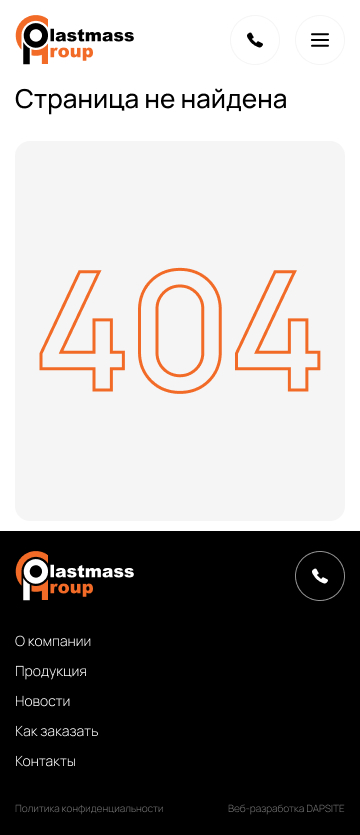 Plastmass
Group
Страница не найдена
404
Plastmass
Group
О компании
Продукция
Новости
Как заказать
Контакты
Политика конфиденциальности
Веб-разработка DAPSITE